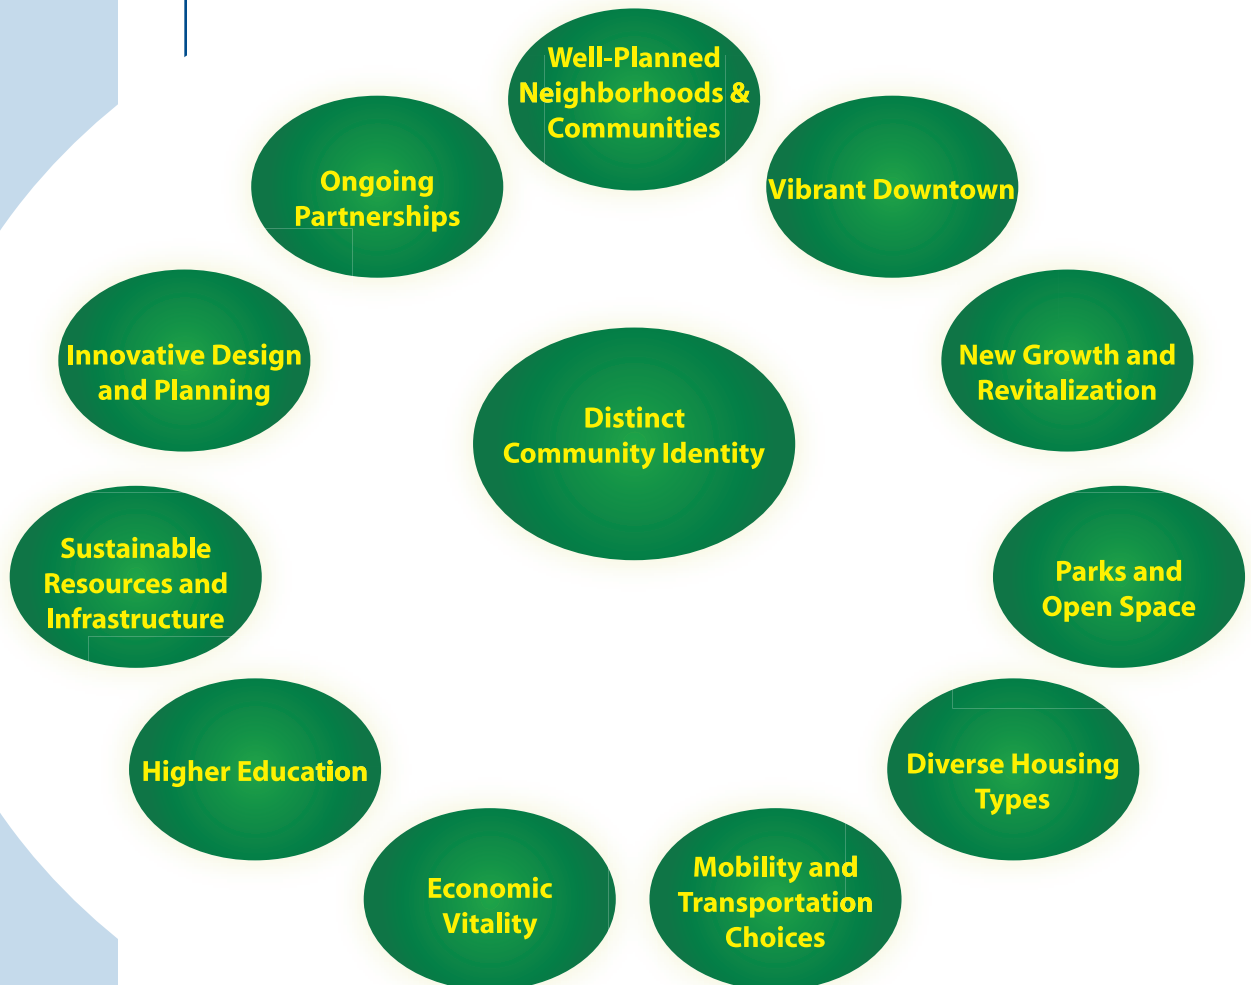 Well-Planned
Neighborhoods &
Communities
Vibrant Downtown
New Growth and
Revitalization
Parks and
Open Space
Diverse Housing
Types
Mobility and
Transportation
Choices
Economic
Vitality
Higher Education
Sustainable
Resources and
Infrastructure
Innovative Design
and Planning
Ongoing
Partnerships
Distinct
Community Identity